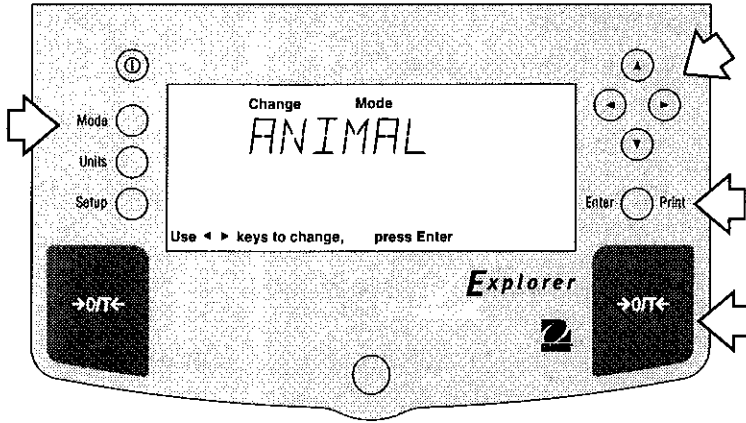 Change Mode
ANIMAL
Mode
Units
Setup
Enter Print
Use ◄ ► keys to change, press Enter
Explorer
→0/T←
→0/T←